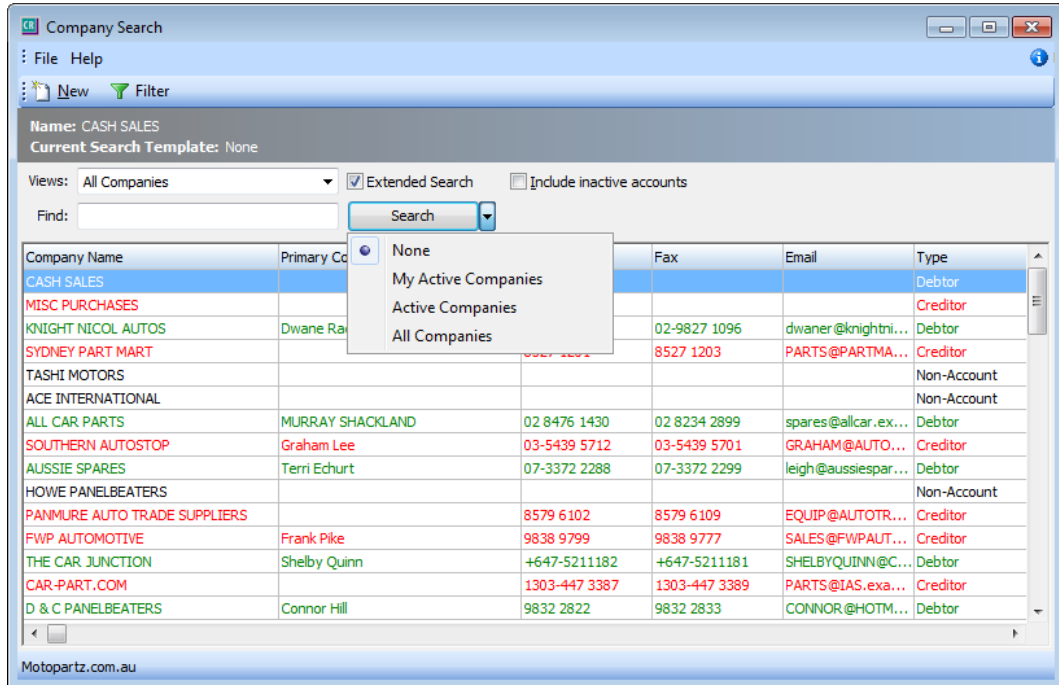 CR Company Search
File Help
New Filter
Name: CASH SALES
Current Search Template: None
Views: All Companies Extended Search Include inactive accounts
Find: Search
None
My Active Companies
Active Companies
All Companies
Company Name Primary Co Fax Email Type
CASH SALES Debtor
MISC PURCHASES Creditor
KNIGHT NICOL AUTOS Dwane 02-9827 1096 dwaner@knightni... Debtor
SYDNEY PART MART 8527 1203 PARTS@PARTMA... Creditor
TASHI MOTORS Non-Account
ACE INTERNATIONAL Non-Account
ALL CAR PARTS MURRAY SHACKLAND 02 8476 1430 02 8234 2899 spares@allcar.ex... Debtor
SOUTHERN AUTOSTOP Graham Lee 03-5439 5712 03-5439 5701 GRAHAM@AUTO... Creditor
AUSSIE SPARES Terri Echurt 07-3372 2288 07-3372 2299 leigh@aussiespar... Debtor
HOWE PANELBEATERS Non-Account
PANMURE AUTO TRADE SUPPLIERS 8579 6102 8579 6109 EQUIP@AUTOTR... Creditor
FWP AUTOMOTIVE Frank Pike 9838 9799 9838 9777 SALES@FWPAUT... Creditor
THE CAR JUNCTION Shelby Quinn +647-5211182 +647-5211181 SHELBYQUINN@C... Debtor
CAR-PART.COM 1303-447 3387 1303-447 3389 PARTS@IAS.exa... Creditor
D & C PANELBEATERS Connor Hill 9832 2822 9832 2833 CONNOR@HOTM... Debtor
Motopartz.com.au